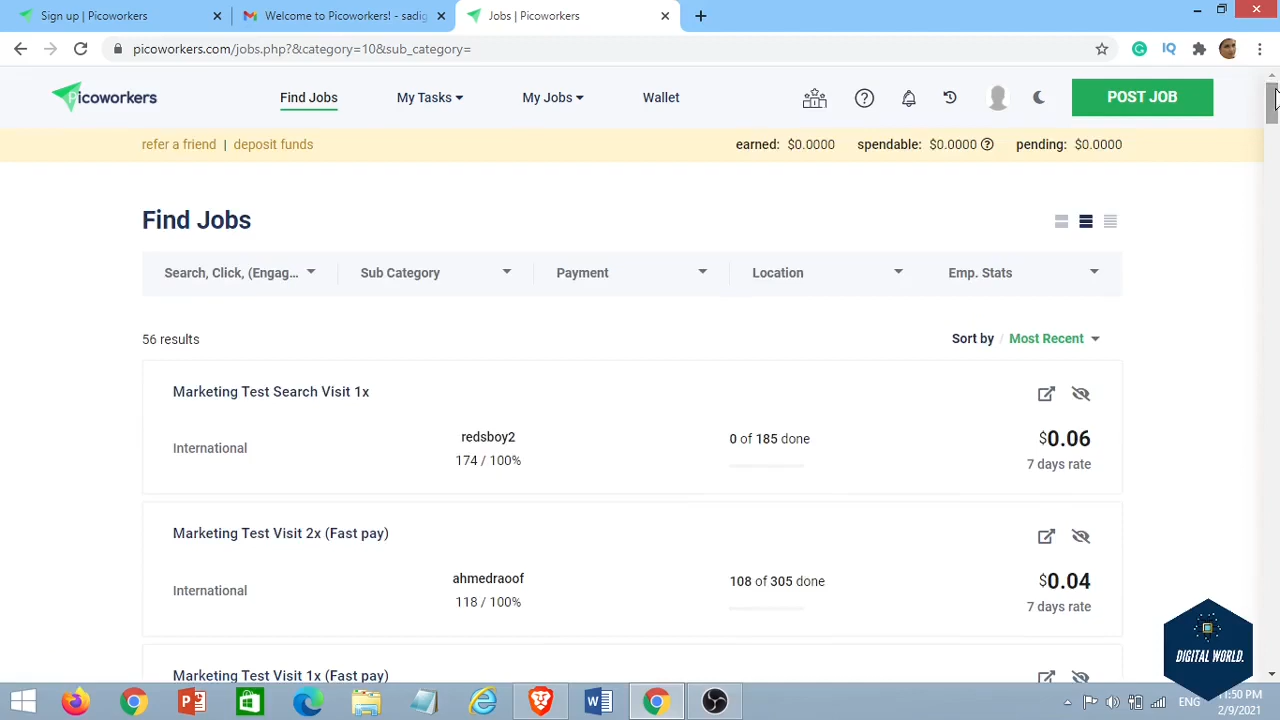 Sign up | Picoworkers
Welcome to Picoworkers! - sadig
Jobs | Picoworkers
picoworkers.com/jobs.php?&category=10&sub_category=
Picoworkers
Find Jobs
My Tasks
My Jobs
Wallet
POST JOB
refer a friend | deposit funds
earned: $0.0000 spendable: $0.0000 pending: $0.0000
Find Jobs
Search, Click, (Engag...
Sub Category
Payment
Location
Emp. Stats
56 results
Sort by / Most Recent
Marketing Test Search Visit 1x
International
redsboy2
174 / 100%
0 of 185 done
$0.06
7 days rate
Marketing Test Visit 2x (Fast pay)
International
ahmedraoof
118 / 100%
108 of 305 done
$0.04
7 days rate
Marketing Test Visit 1x (Fast pay)
DIGITAL WORLD.
ENG
11:50 PM
2/9/2021